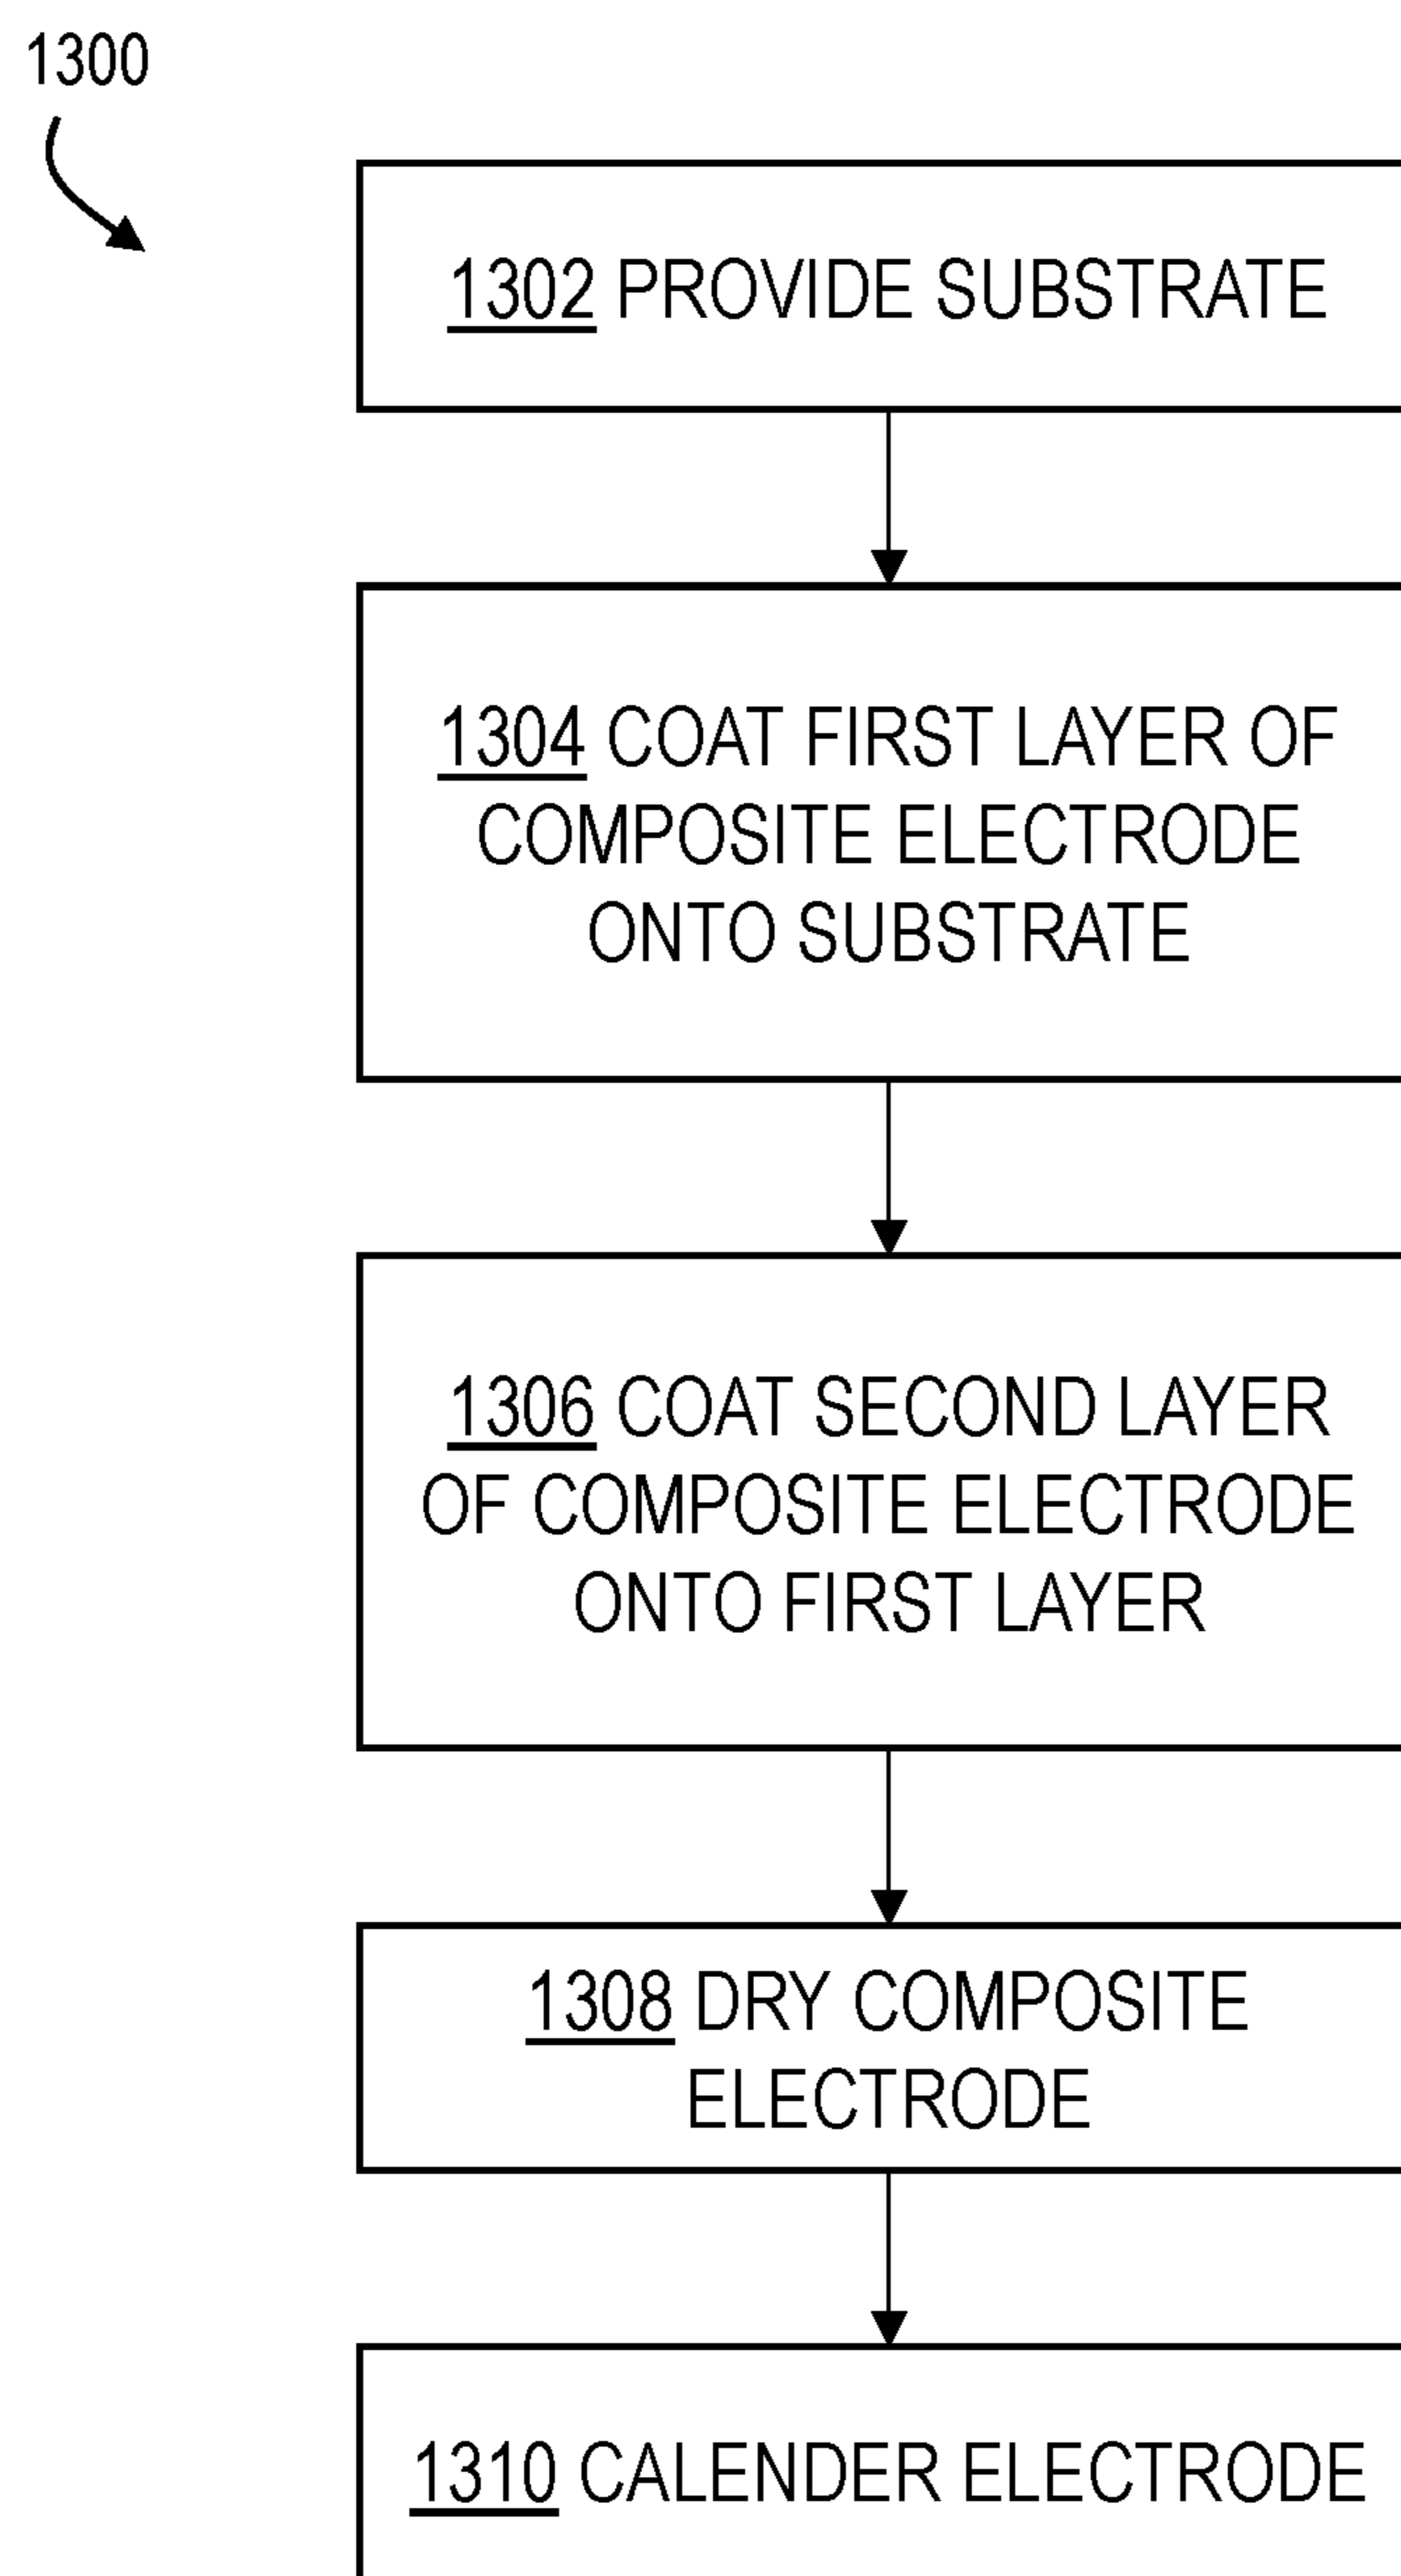 1300
1302 PROVIDE SUBSTRATE
1304 COAT FIRST LAYER OF
COMPOSITE ELECTRODE
ONTO SUBSTRATE
1306 COAT SECOND LAYER
OF COMPOSITE ELECTRODE
ONTO FIRST LAYER
1308 DRY COMPOSITE
ELECTRODE
1310 CALENDER ELECTRODE